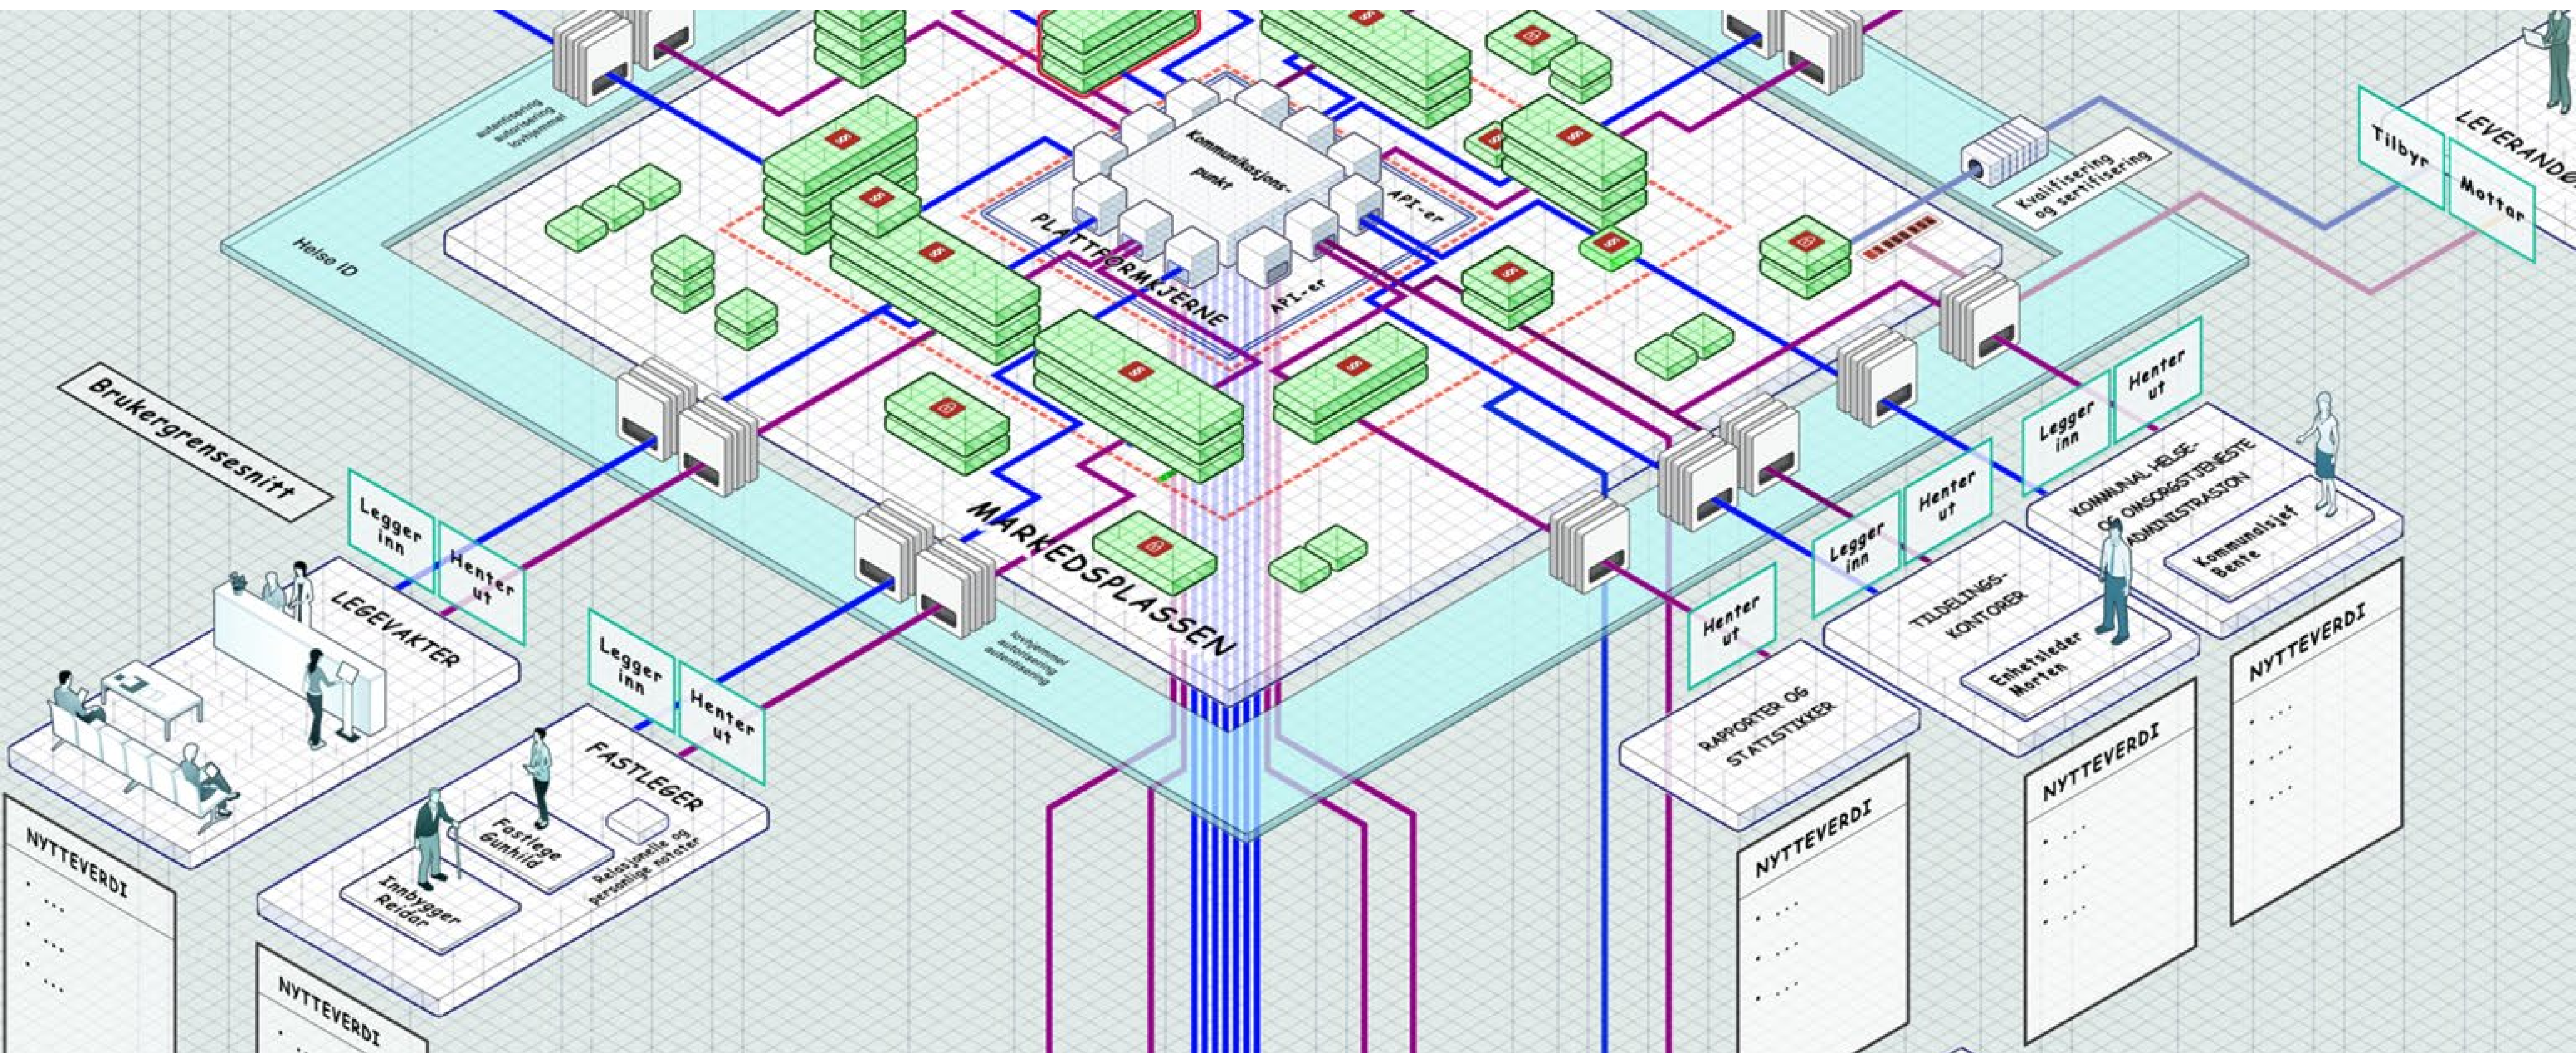 autentisering
autorisering
lovhjemmel
Helse ID
Brukergrensesnitt
Kommunikasjons-
punkt
PLATTFORMKJERNE
API-er
API-er
MARKEDSPLASSEN
lovhjemmel
autorisering
autentisering
Kvalifisering
og sertifisering
Tilbyr
Mottar
Legger
inn
Henter
ut
LEGEVAKTER
NYTTEVERDI
• ...
• ...
• ...
Legger
inn
Henter
ut
FASTLEGER
Fastlege
Gunhild
Innbygger
Reidar
Relasjonelle og
personlige notater
NYTTEVERDI
Henter
ut
RAPPORTER OG
STATISTIKKER
NYTTEVERDI
• ...
• ...
• ...
Legger
inn
Henter
ut
TILDELINGS-
KONTORER
Enhetsleder
Morten
NYTTEVERDI
• ...
• ...
• ...
Legger
inn
Henter
ut
KOMMUNAL HELSE-
OG OMSORGSTJENESTE
ADMINISTRASJON
Kommunalsjef
Bente
NYTTEVERDI
• ...
• ...
• ...